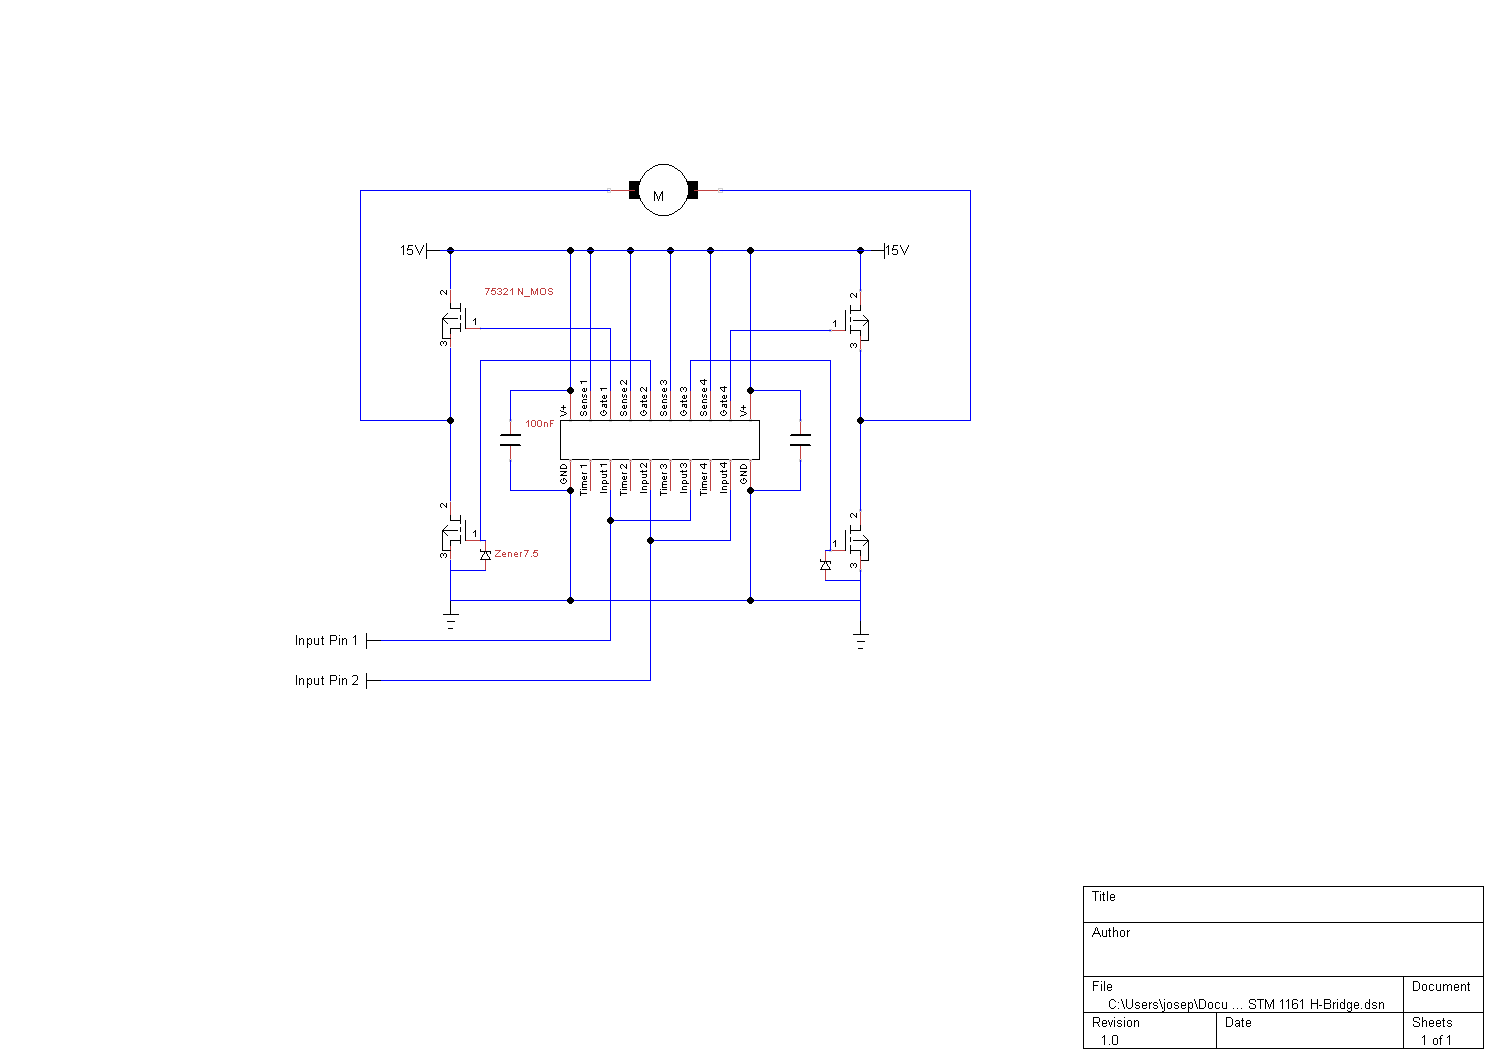 M
15V
15V
2
75321 N_MOS
1
3
2
1
3
V+
Sense 1
Gate 1
Sense 2
Gate 2
Sense 3
Gate 3
Sense 4
Gate 4
V+
100nF
GND
Timer 1
Input 1
Timer 2
Input 2
Timer 3
Input 3
Timer 4
Input 4
GND
2
1
3
Zener 7.5
2
1
3
Input Pin 1
Input Pin 2
Title
Author
File
Document
C:\Users\josep\Docu ... STM 1161 H-Bridge.dsn
Revision
Date
Sheets
1.0
1 of 1